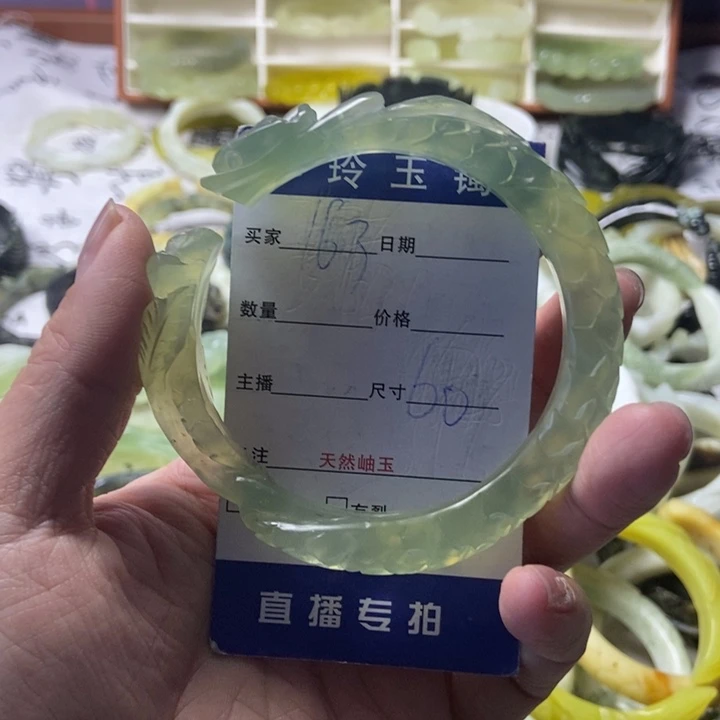 玲玉
买家 163 日期
数量 价格
主播 尺寸 60
注 天然岫玉
直播专拍